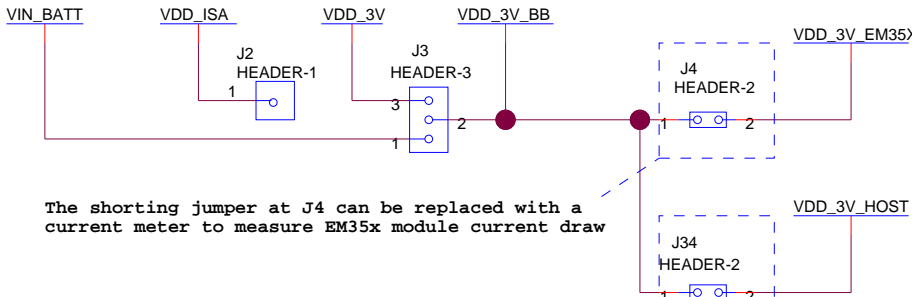 VIN_BATT VDD_ISA VDD_3V VDD_3V_BB
VDD_3V_EM35X
J2
HEADER-1
1
J3
HEADER-3
3
2
1
J4
HEADER-2
1 2
The shorting jumper at J4 can be replaced with a
current meter to measure EM35x module current draw
VDD_3V_HOST
J34
HEADER-2
1 2